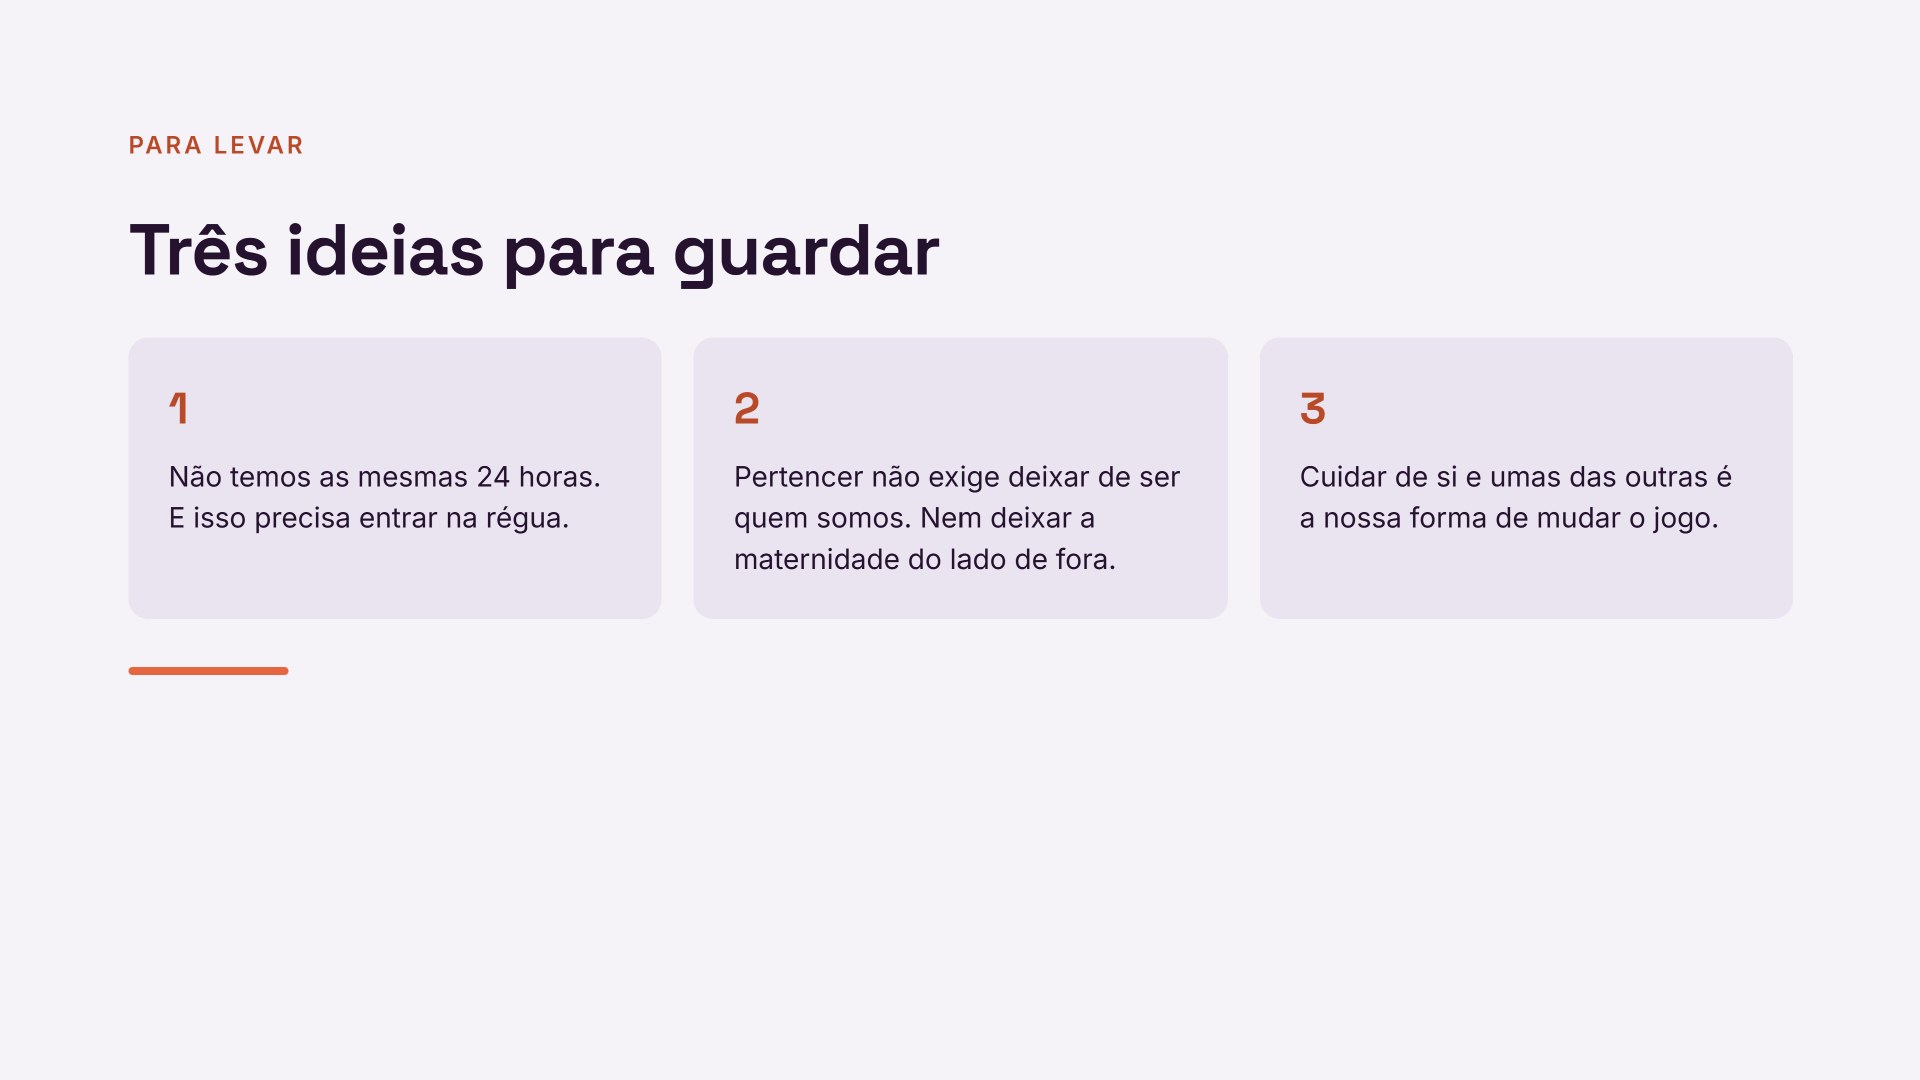 PARA LEVAR
Três ideias para guardar
1
Não temos as mesmas 24 horas.
E isso precisa entrar na régua.
2
Pertencer não exige deixar de ser
quem somos. Nem deixar a
maternidade do lado de fora.
3
Cuidar de si e umas das outras é
a nossa forma de mudar o jogo.